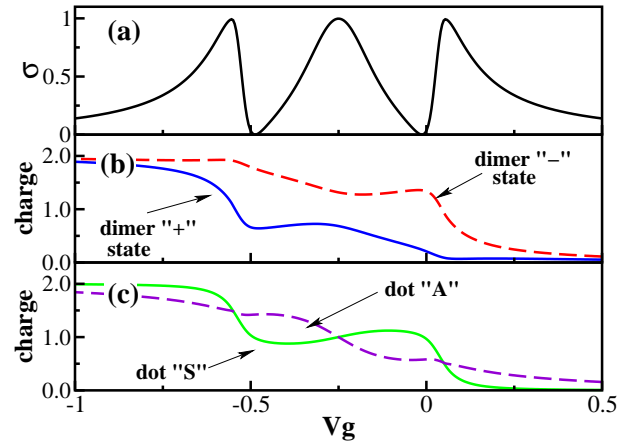 1
(a)
σ
0.5
0
2.0
(b)
dimer "−"
state
charge
1.0
dimer "+"
state
0.0
2.0
(c)
dot "A"
charge
1.0
dot "S"
0.0
-1
-0.5
0
0.5
Vg